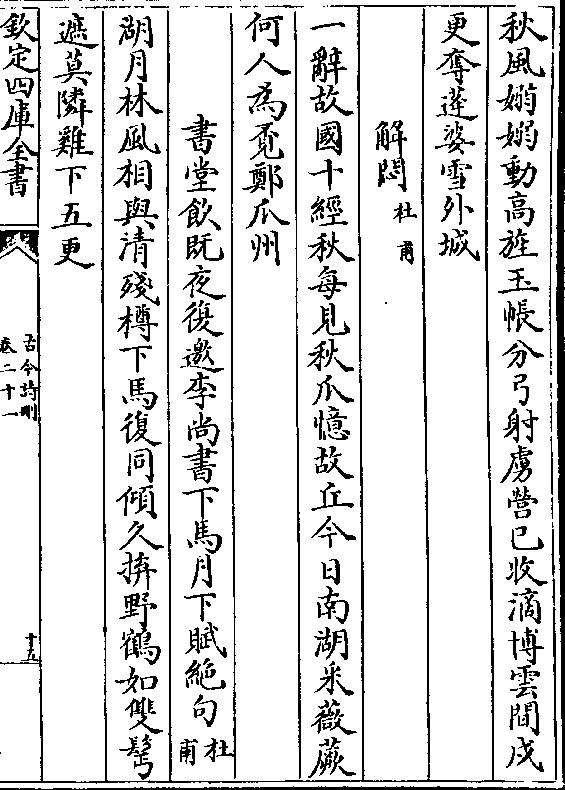 秋風嫋嫋動高旌玉帳分弓射虜營已收滴博雲間戍
更奪蓬婆雪外城
解悶杜甫
一辭故國十經秋每見秋瓜憶故丘今日南湖采薇蕨
何人為覓鄭瓜州
書堂飲既夜復邀李尚書下馬月下賦絕句杜甫
湖月林風相與清殘樽下馬復同傾久拚野鶴如雙鬢
遮莫隣雞下五更
欽定四庫全書
古今詩刪
卷二十一
十五